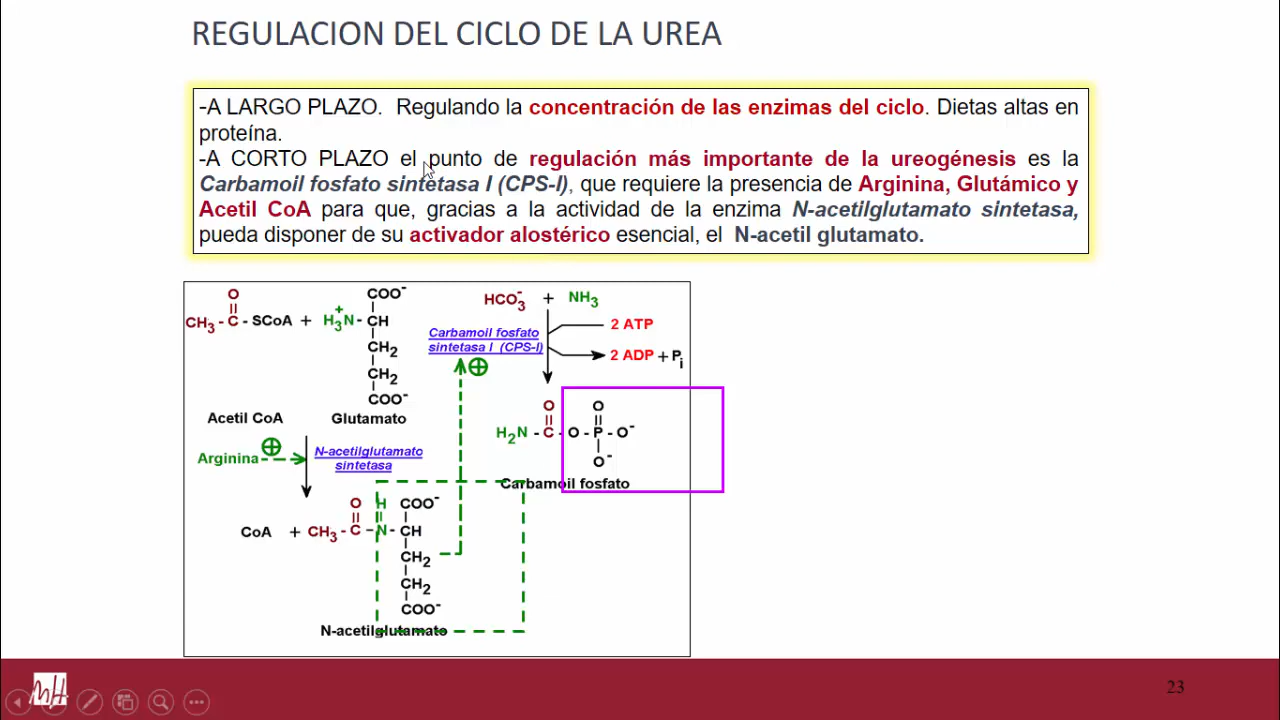 REGULACION DEL CICLO DE LA UREA
-A LARGO PLAZO. Regulando la concentración de las enzimas del ciclo. Dietas altas en
proteína.
-A CORTO PLAZO el punto de regulación más importante de la ureogénesis es la
Carbamoil fosfato sintetasa I (CPS-I), que requiere la presencia de Arginina, Glutámico y
Acetil CoA para que, gracias a la actividad de la enzima N-acetilglutamato sintetasa,
pueda disponer de su activador alostérico esencial, el N-acetil glutamato.
O
CH3 - C - SCoA + H3N+ - CH
COO-
CH2
CH2
COO-
Acetil CoA
Glutamato
Arginina
N-acetilglutamato
sintetasa
CoA + CH3 - C - N - CH
O
H
COO-
CH2
CH2
COO-
N-acetilglutamato
HCO3- + NH3
Carbamoil fosfato
sintetasa I (CPS-I)
2 ATP
2 ADP + Pi
O
O
H2N - C - O - P - O-
O-
Carbamoil fosfato
MH
23